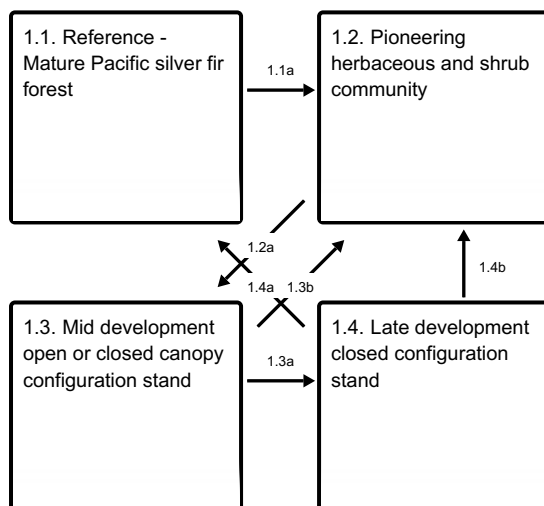 1.1. Reference -
Mature Pacific silver fir
forest
1.1a
1.2. Pioneering
herbaceous and shrub
community
1.2a
1.4a
1.3b
1.4b
1.3. Mid development
open or closed canopy
configuration stand
1.3a
1.4. Late development
closed configuration
stand